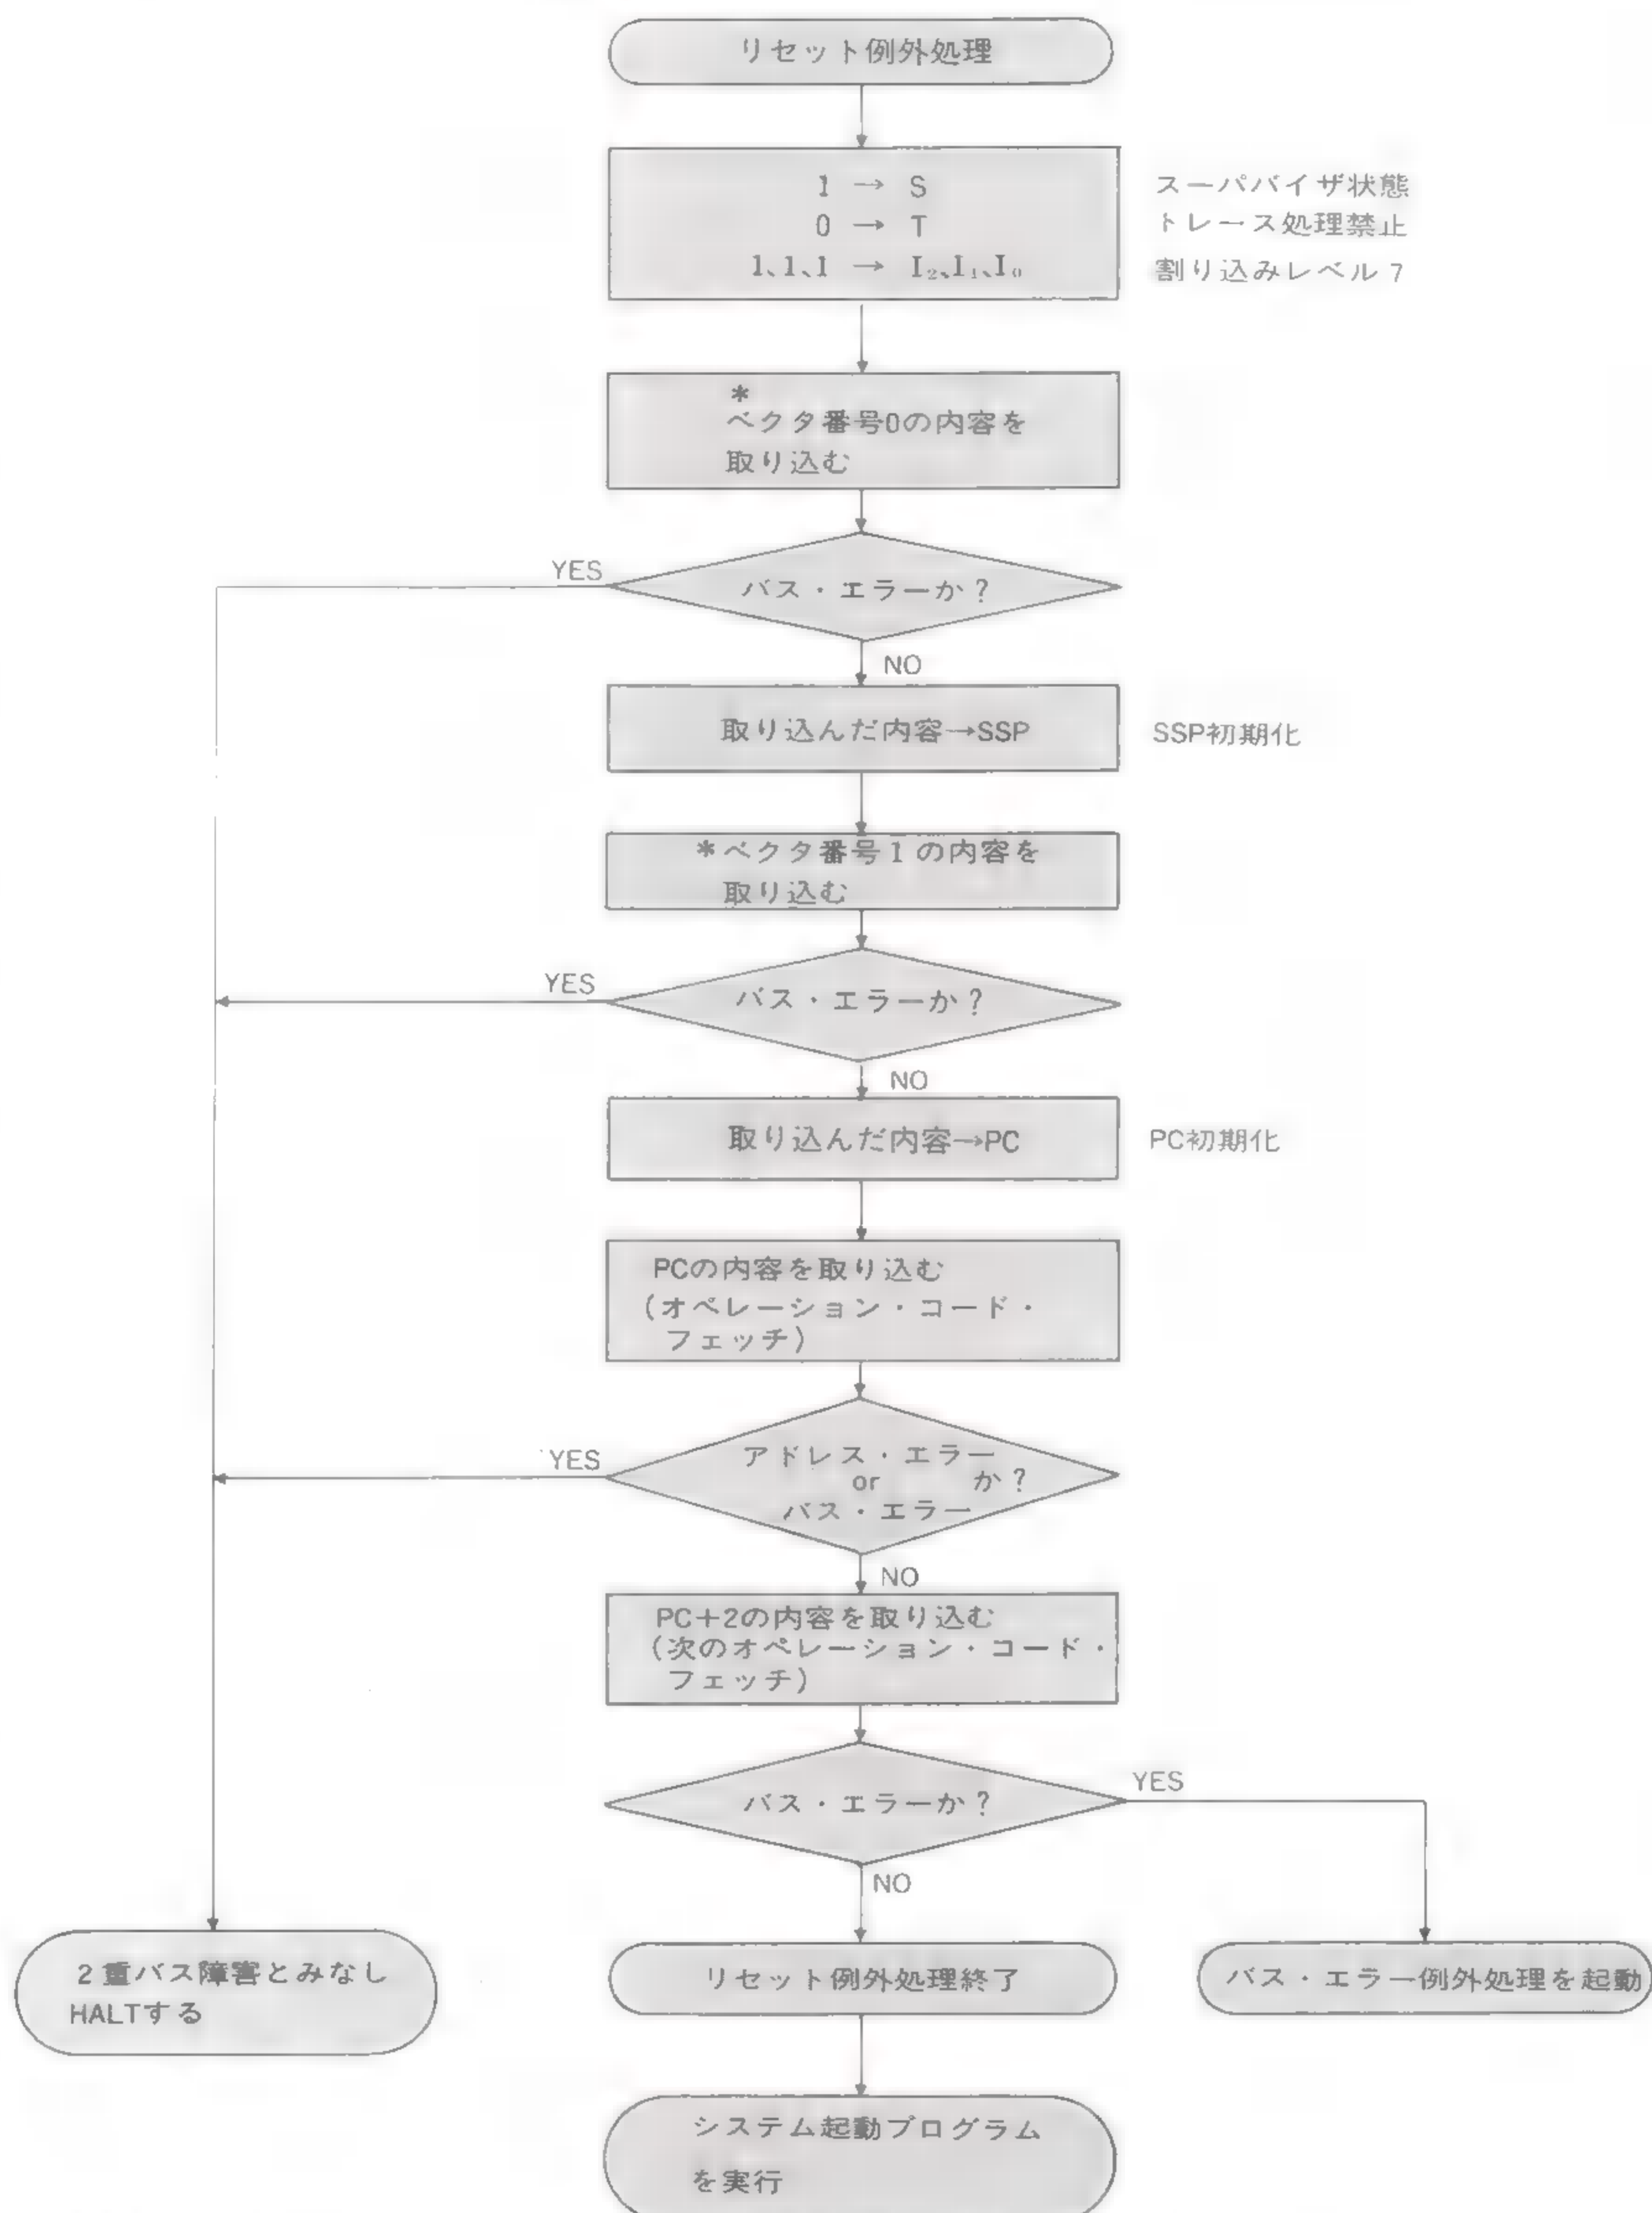 リセット例外処理
1 → S
スーパバイザ状態
0 → T
トレース処理禁止
1、1、1 → I₂、I₁、I₀
割り込みレベル7
*
ベクタ番号0の内容を
取り込む
バス・エラーか?
YES
NO
取り込んだ内容→SSP
SSP初期化
*ベクタ番号1の内容を
取り込む
バス・エラーか?
YES
NO
取り込んだ内容→PC
PC初期化
PCの内容を取り込む
(オペレーション・コード・
フェッチ)
YES
アドレス・エラー
or か?
バス・エラー
NO
PC+2の内容を取り込む
(次のオペレーション・コード・
フェッチ)
バス・エラーか?
YES
NO
2重バス障害とみなし
HALTする
リセット例外処理終了
バス・エラー例外処理を起動
システム起動プログラム
を実行